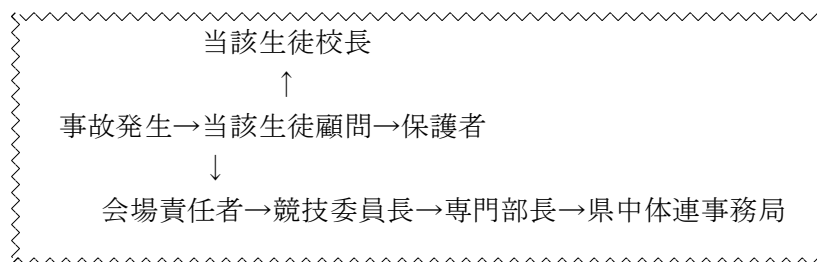 当該生徒校長
↑
事故発生→当該生徒顧問→保護者
↓
会場責任者→競技委員長→専門部長→県中体連事務局